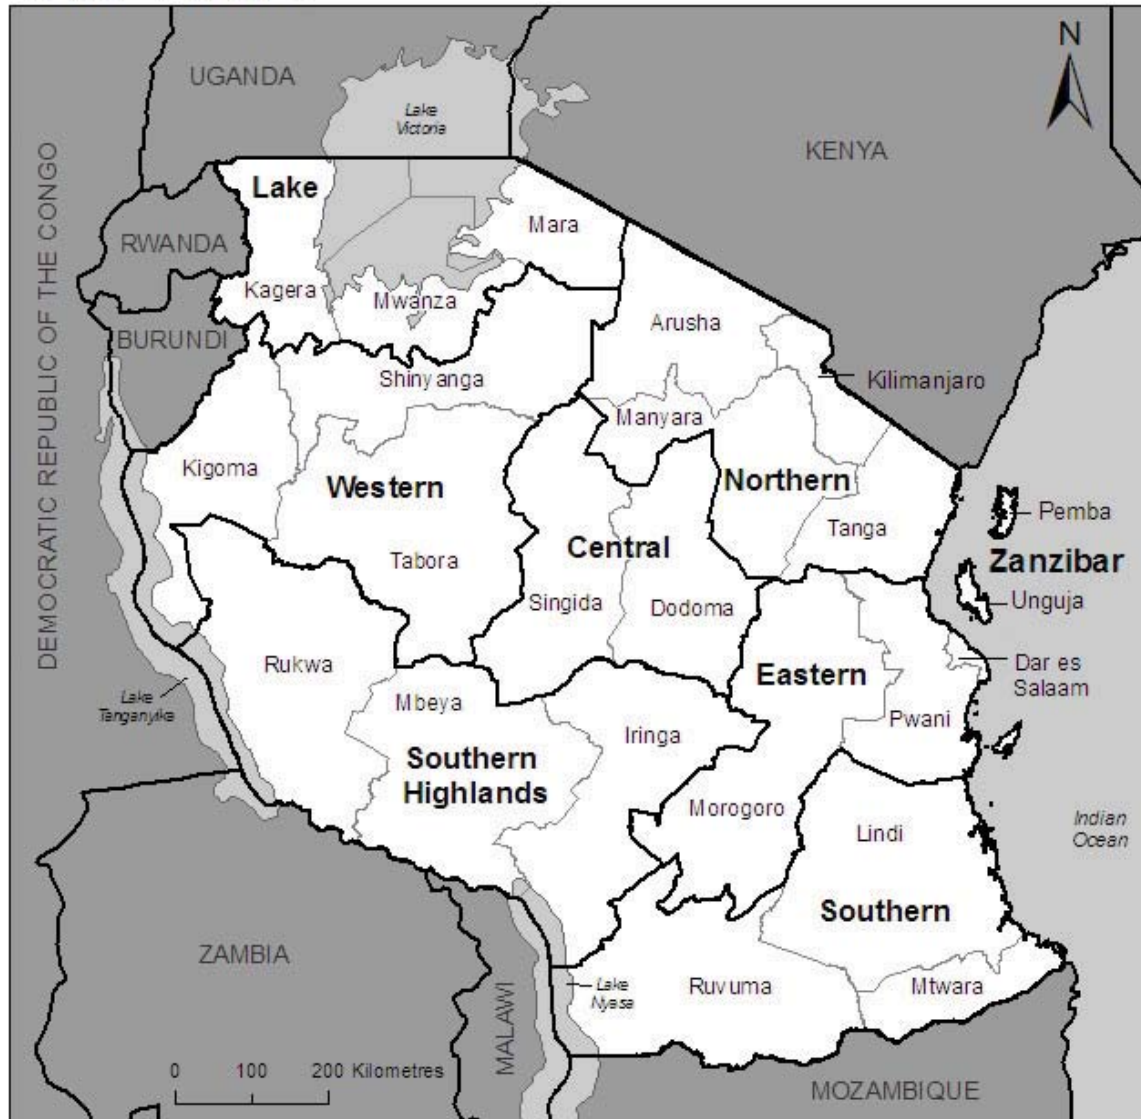 N
UGANDA
Lake
Victoria
KENYA
DEMOCRATIC REPUBLIC OF THE CONGO
Lake
Mara
RWANDA
Kagera
Mwanza
Arusha
BURUNDI
Shinyanga
Kilimanjaro
Manyara
Kigoma
Western
Northern
Pemba
Tanga
Central
Zanzibar
Tabora
Singida
Dodoma
Unguja
Rukwa
Eastern
Dar es
Salaam
Lake
Tanganyika
Mbeya
Iringa
Pwani
Southern
Highlands
Morogoro
Lindi
Indian
Ocean
Southern
ZAMBIA
Lake
Nyasa
Ruvuma
Mtwara
MALAWI
0 100 200 Kilometres
MOZAMBIQUE